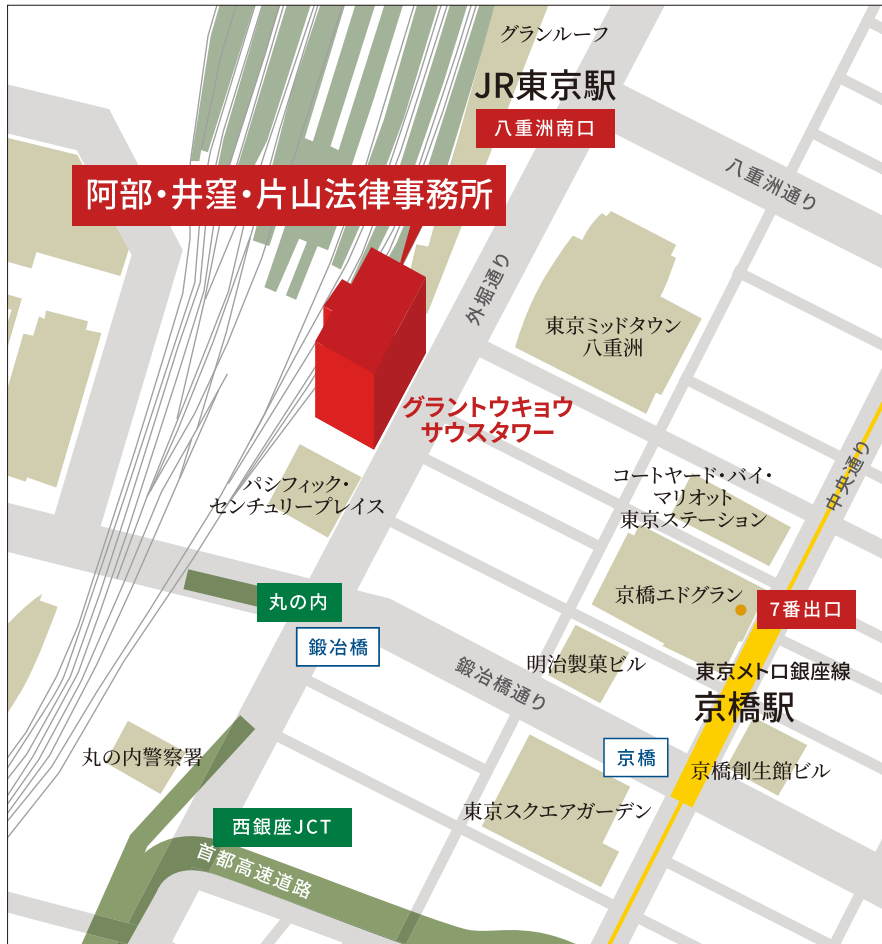 グランルーフ
JR東京駅
八重洲南口
八重洲通り
阿部・井窪・片山法律事務所
外堀通り
東京ミッドタウン
八重洲
グラントウキョウ
サウスタワー
中央通り
パシフィック・
センチュリープレイス
コートヤード・バイ・
マリオット
東京ステーション
丸の内
京橋エドグラン
7番出口
鍛冶橋
明治製菓ビル
東京メトロ銀座線
京橋駅
鍛冶橋通り
丸の内警察署
京橋
京橋創生館ビル
東京スクエアガーデン
西銀座JCT
首都高速道路